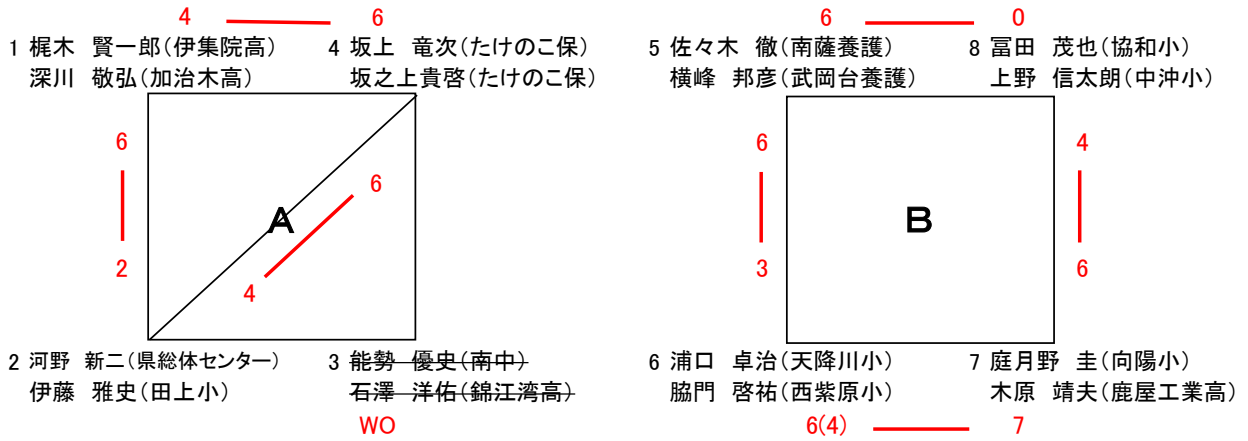 4 6
1 梶木 賢一郎(伊集院高) 4 坂上 竜次(たけのこ保)
深川 敬弘(加治木高) 坂之上貴啓(たけのこ保)
6
6
A
2
4
2 河野 新二(県総体センター) 3 能勢 優史(南中)
伊藤 雅史(田上小) 石澤 洋佑(錦江湾高)
WO
6 0
5 佐々木 徹(南薩養護) 8 冨田 茂也(協和小)
横峰 邦彦(武岡台養護) 上野 信太朗(中沖小)
6 4
B
3 6
6 浦口 卓治(天降川小) 7 庭月野 圭(向陽小)
脇門 啓祐(西紫原小) 木原 靖夫(鹿屋工業高)
6(4) 7